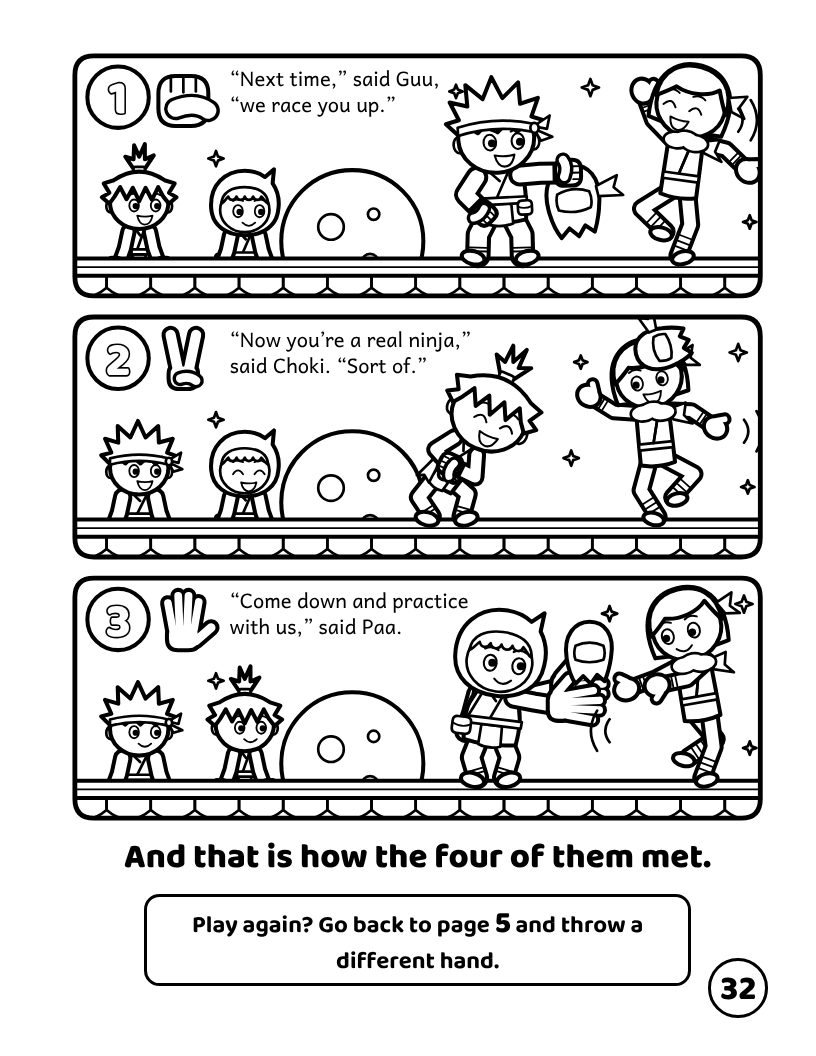 1
“Next time,” said Guu,
“we race you up.”
2
“Now you’re a real ninja,”
said Choki. “Sort of.”
3
“Come down and practice
with us,” said Paa.
And that is how the four of them met.
Play again? Go back to page 5 and throw a
different hand.
32